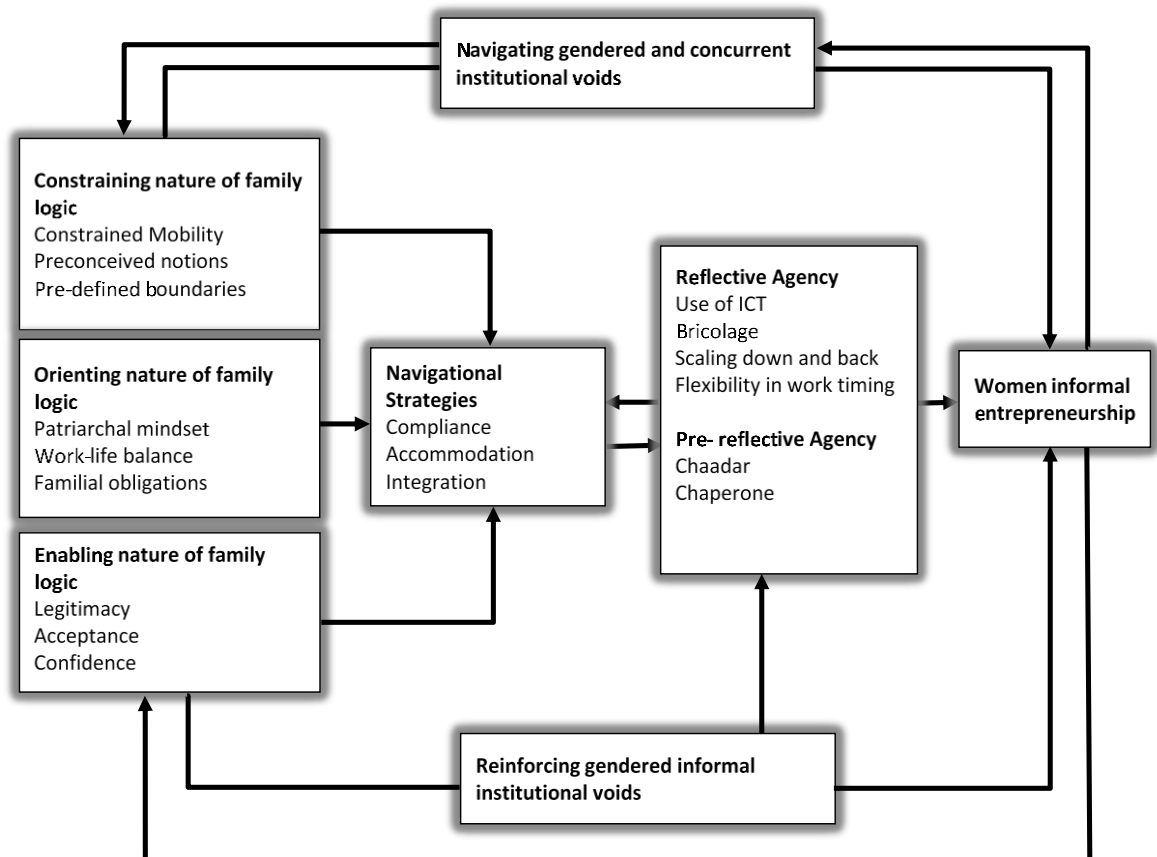 Navigating gendered and concurrent
institutional voids
Constraining nature of family
logic
Constrained Mobility
Preconceived notions
Pre-defined boundaries
Orienting nature of family
logic
Patriarchal mindset
Work-life balance
Familial obligations
Enabling nature of family
logic
Legitimacy
Acceptance
Confidence
Navigational
Strategies
Compliance
Accommodation
Integration
Reflective Agency
Use of ICT
Bricolage
Scaling down and back
Flexibility in work timing
Pre- reflective Agency
Chaadar
Chaperone
Women informal
entrepreneurship
Reinforcing gendered informal
institutional voids